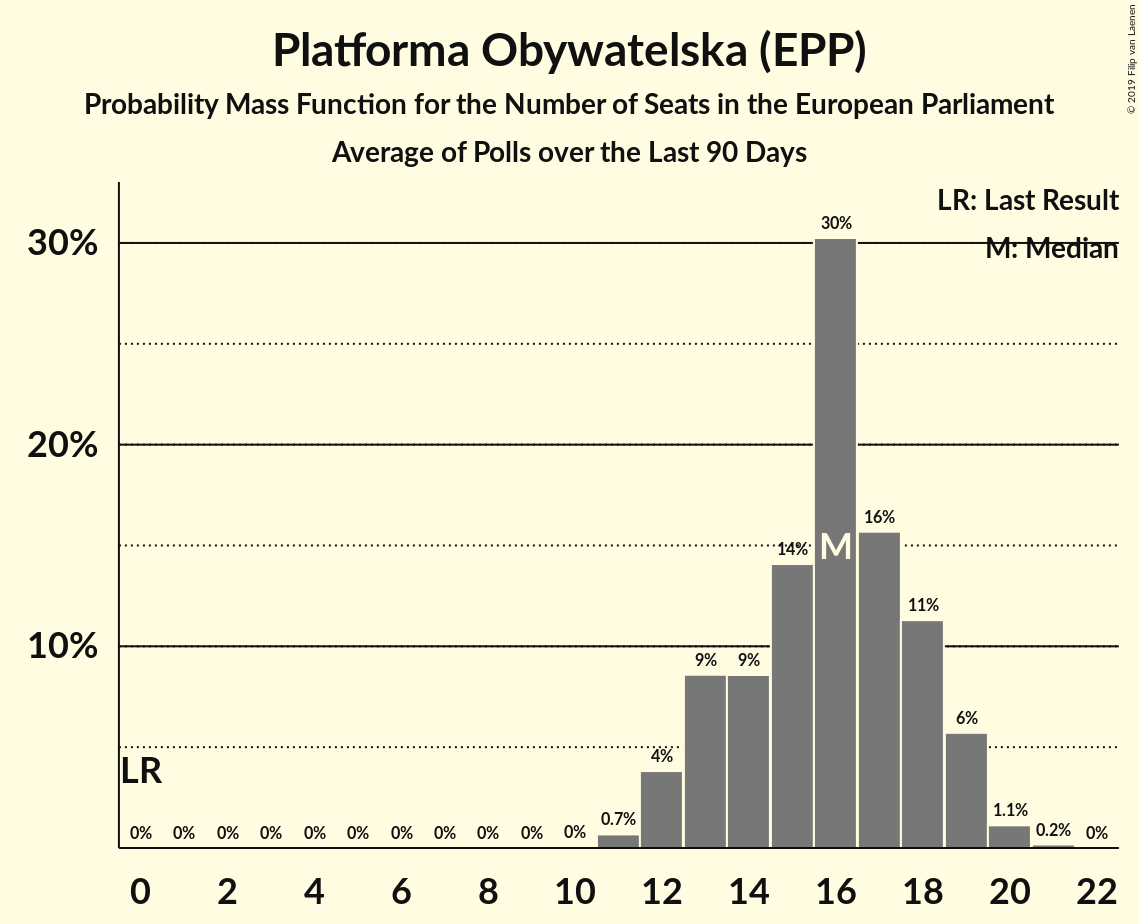 Platforma Obywatelska (EPP)
Probability Mass Function for the Number of Seats in the European Parliament
Average of Polls over the Last 90 Days
© 2019 Filip van Laenen
LR: Last Result
M: Median
30%
20%
10%
30%
16%
14%
M
11%
9% 9%
6%
4%
LR
1.1%
0.7%
0.2%
0% 0% 0% 0% 0% 0% 0% 0% 0% 0% 0% 0%
0 2 4 6 8 10 12 14 16 18 20 22